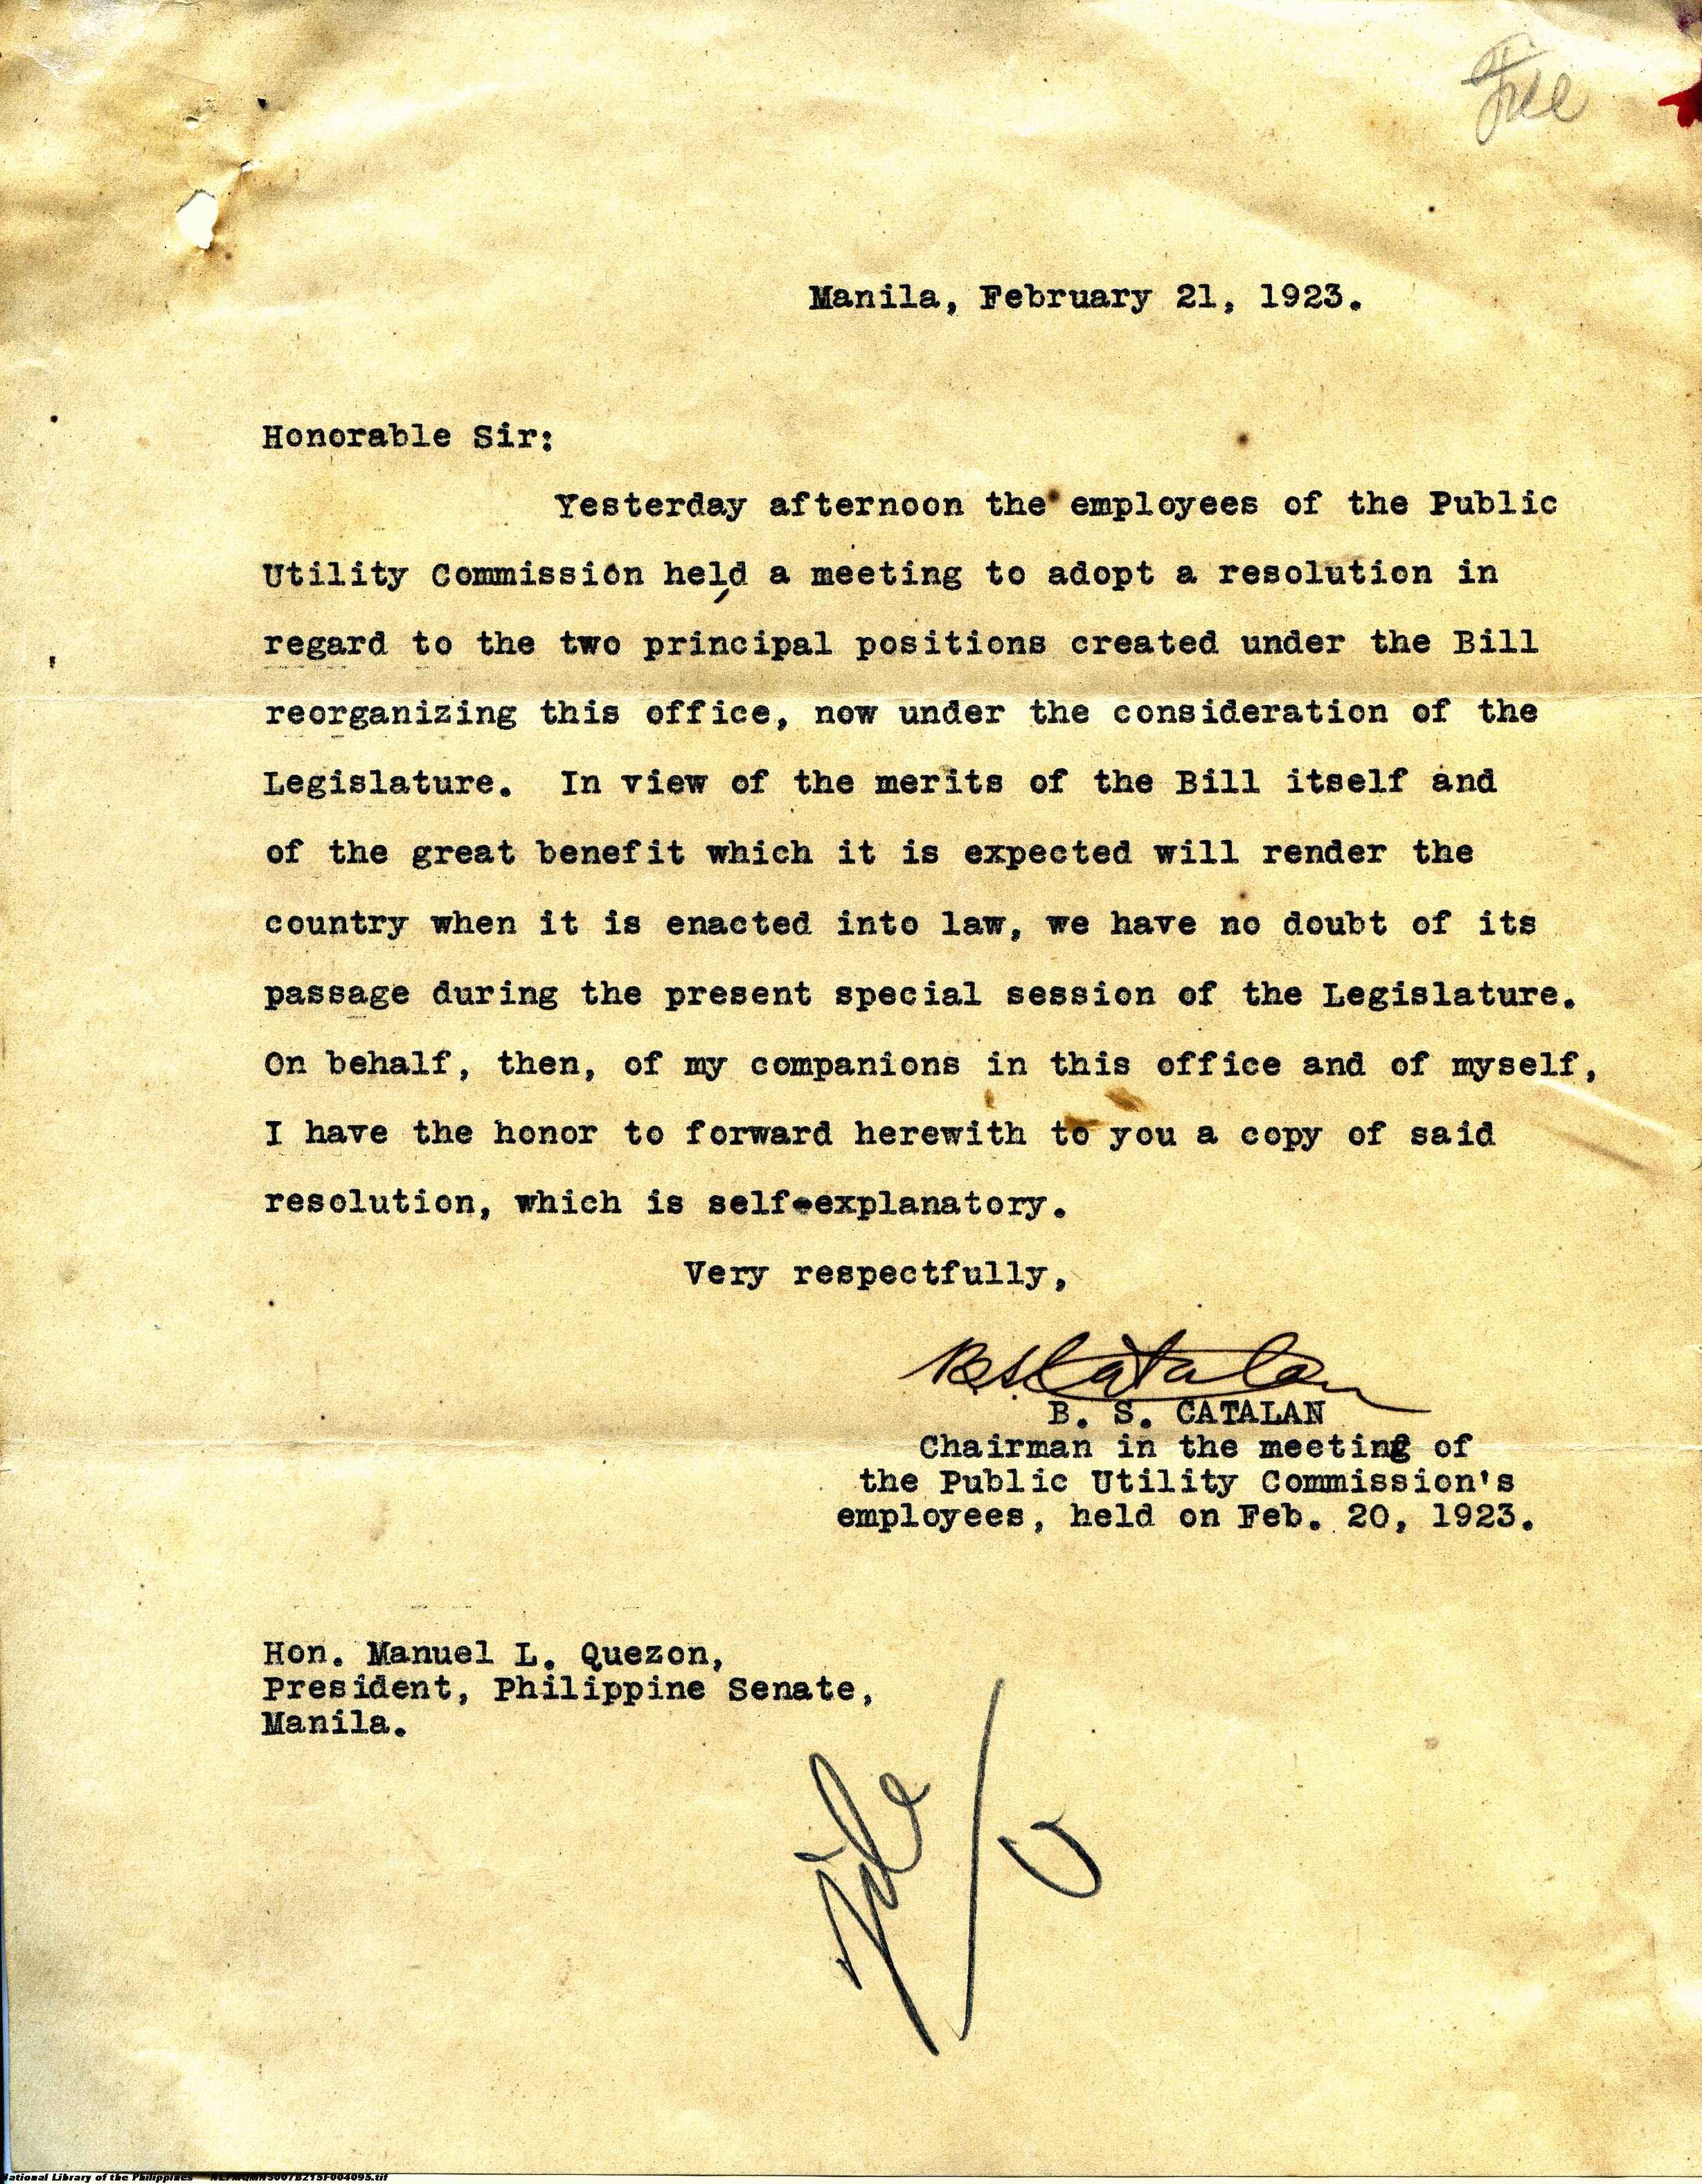 File
Manila, February 21, 1923.
Honorable Sir:
Yesterday afternoon the employees of the Public
Utility Commission held a meeting to adopt a resolution in
regard to the two principal positions created under the Bill
reorganizing this office, now under the consideration of the
Legislature. In view of the merits of the Bill itself and
of the great benefit which it is expected will render the
country when it is enacted into law, we have no doubt of its
passage during the present special session of the Legislature.
On behalf, then, of my companions in this office and of myself,
I have the honor to forward herewith to you a copy of said
resolution, which is self-explanatory.
Very respectfully,
B.S. Catalan
B. S. CATALAN
Chairman in the meeting of
the Public Utility Commission's
employees, held on Feb. 20, 1923.
Hon. Manuel L. Quezon,
President, Philippine Senate,
Manila.
File
National Library of the Philippines